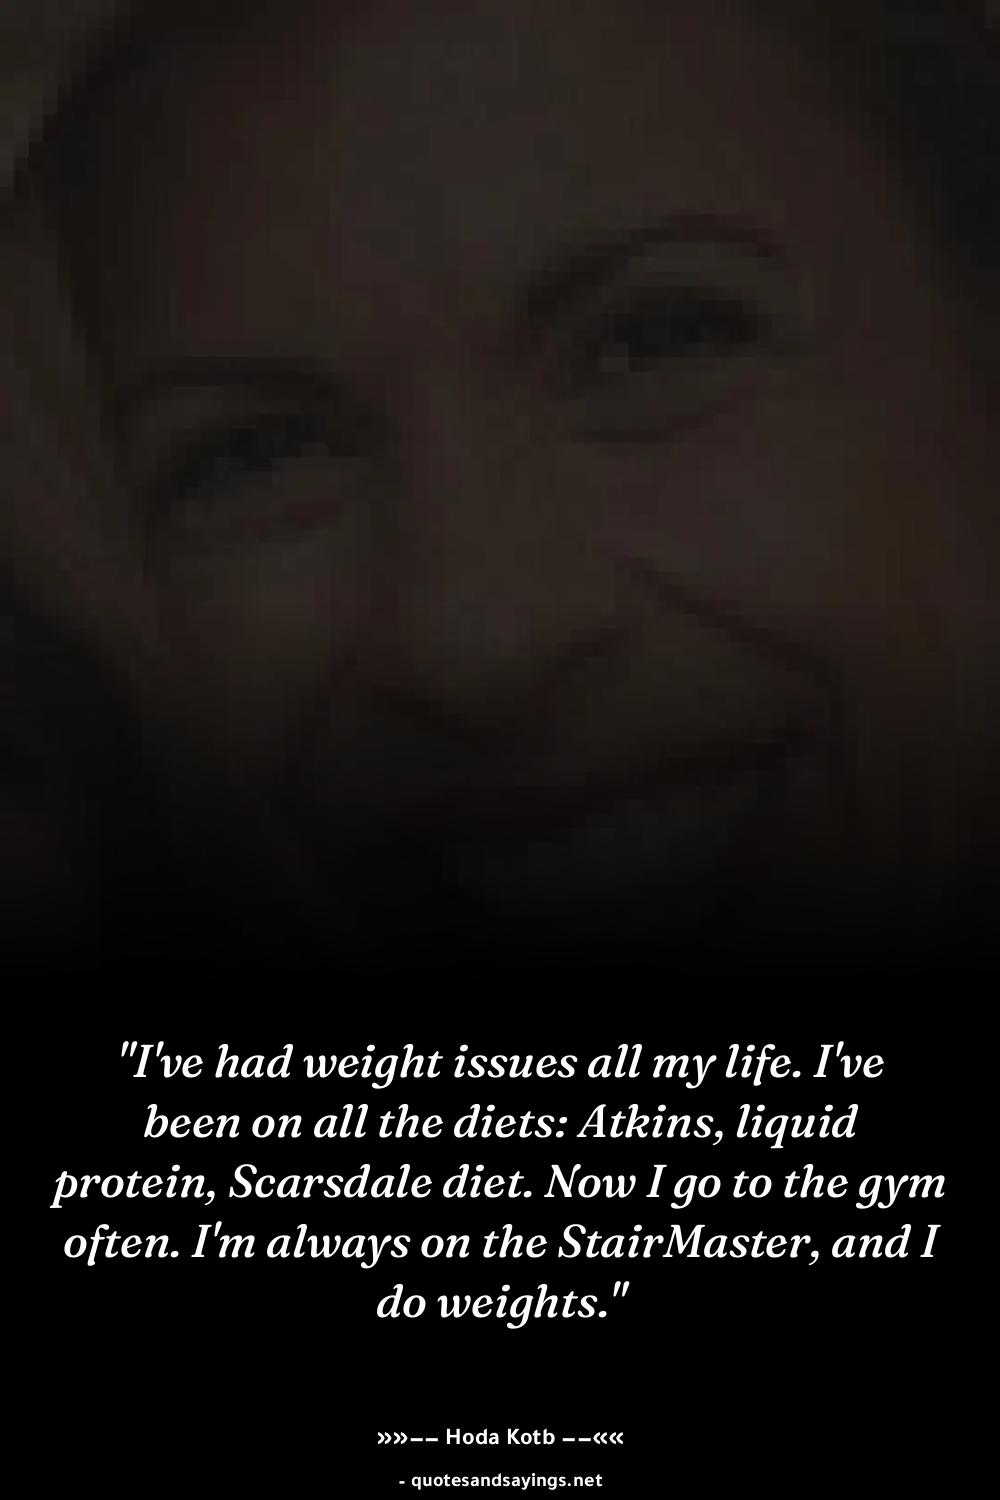 "I've had weight issues all my life. I've
been on all the diets: Atkins, liquid
protein, Scarsdale diet. Now I go to the gym
often. I'm always on the StairMaster, and I
do weights."
»»−− Hoda Kotb −−««
- quotesandsayings.net